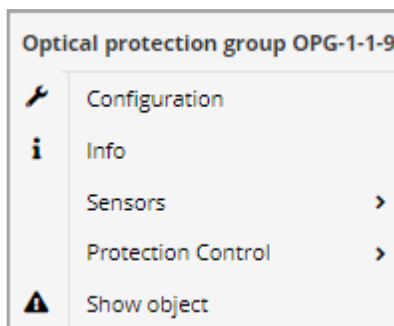 Optical protection group OPG-1-1-9
Configuration
Info
Sensors
Protection Control
Show object